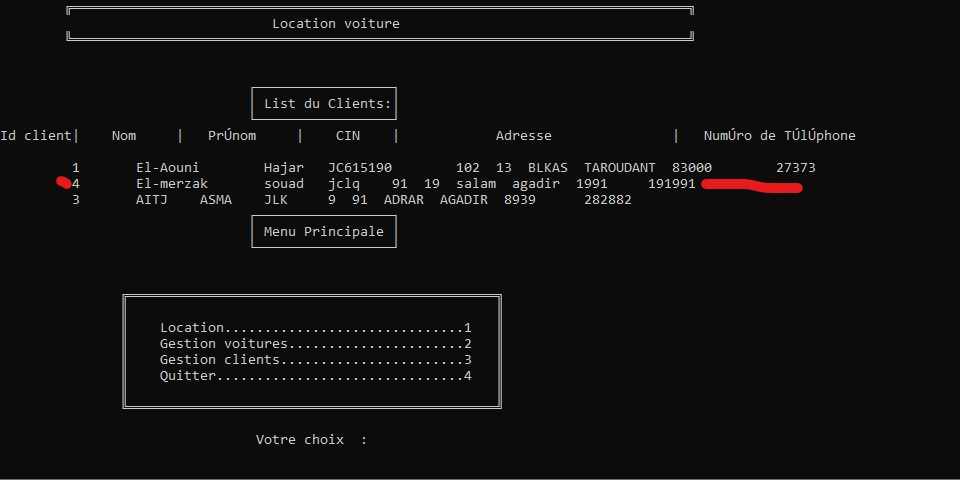 Location voiture
List du Clients:
Id client| Nom | PrÚnom | CIN | Adresse | NumÚro de TÚlÚphone
1 El-Aouni Hajar JC615190 102 13 BLKAS TAROUDANT 83000 27373
4 El-merzak souad jclq 91 19 salam agadir 1991 191991
3 AITJ ASMA JLK 9 91 ADRAR AGADIR 8939 282882
Menu Principale
Location..............................1
Gestion voitures......................2
Gestion clients.......................3
Quitter...............................4
Votre choix :